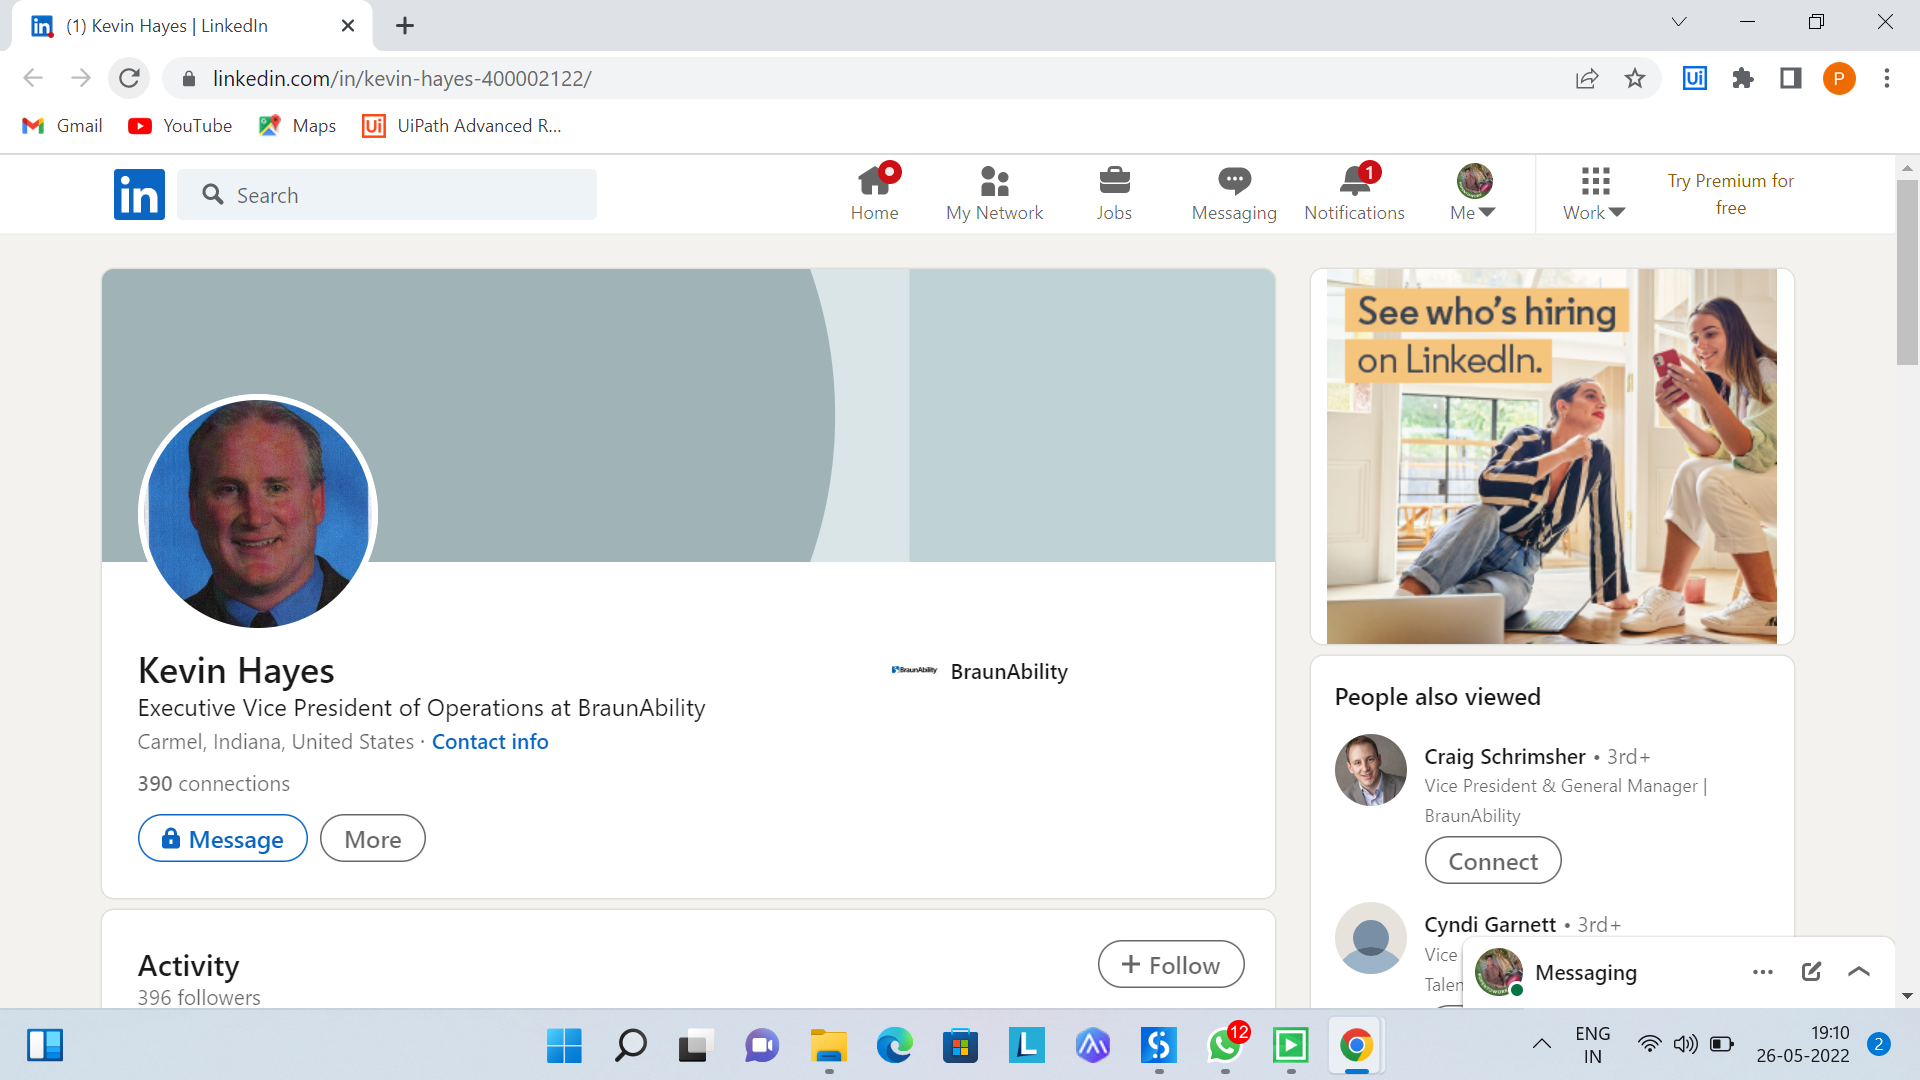 (1) Kevin Hayes | LinkedIn
linkedin.com/in/kevin-hayes-400002122/
Ui
P
Gmail
YouTube
Maps
Ui
UiPath Advanced R...
in
Search
Home
My Network
Jobs
Messaging
1
Notifications
Me
Work
Try Premium for
free
See who's hiring
on LinkedIn.
Kevin Hayes
BraunAbility
BraunAbility
Executive Vice President of Operations at BraunAbility
Carmel, Indiana, United States · Contact info
390 connections
Message
More
Activity
396 followers
+ Follow
People also viewed
Craig Schrimsher • 3rd+
Vice President & General Manager |
BraunAbility
Connect
Cyndi Garnett • 3rd+
Vice
Talen
Messaging
L
12
ENG
IN
19:10
26-05-2022
2